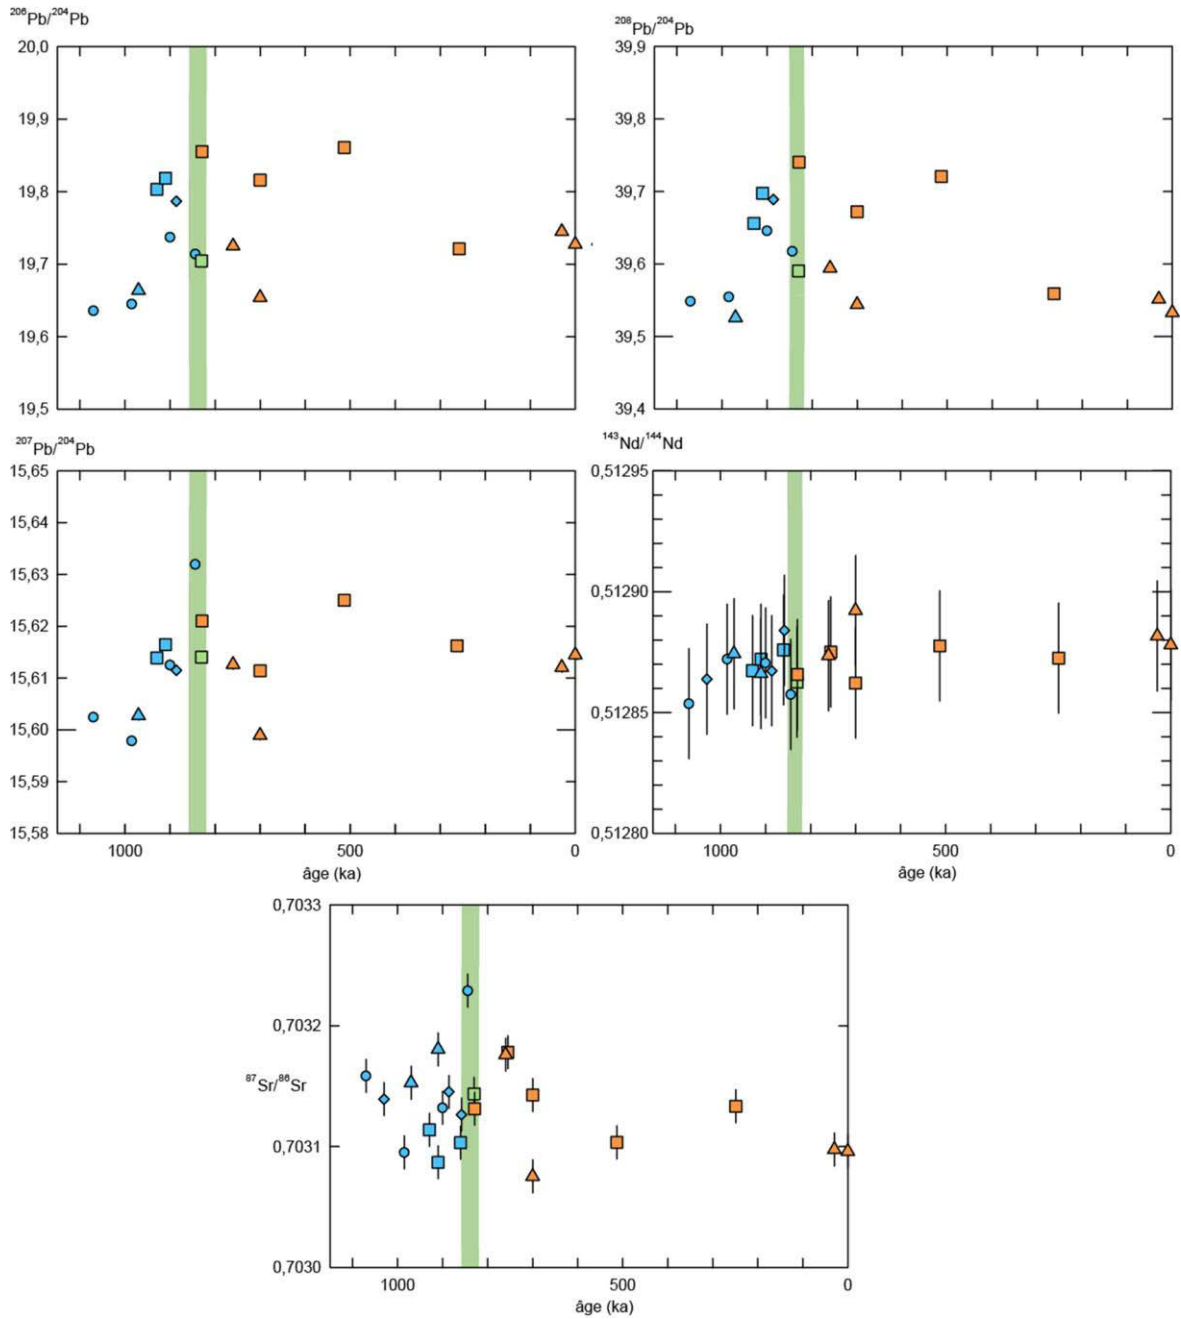 206Pb/204Pb
20,0
19,9
19,8
19,7
19,6
19,5
208Pb/204Pb
39,9
39,8
39,7
39,6
39,5
39,4
207Pb/204Pb
15,65
15,64
15,63
15,62
15,61
15,60
15,59
15,58
1000 500 0
âge (ka)
143Nd/144Nd
0,51295
0,51290
0,51285
0,51280
1000 500 0
âge (ka)
0,7033
0,7032
87Sr/86Sr
0,7031
0,7030
1000 500 0
âge (ka)